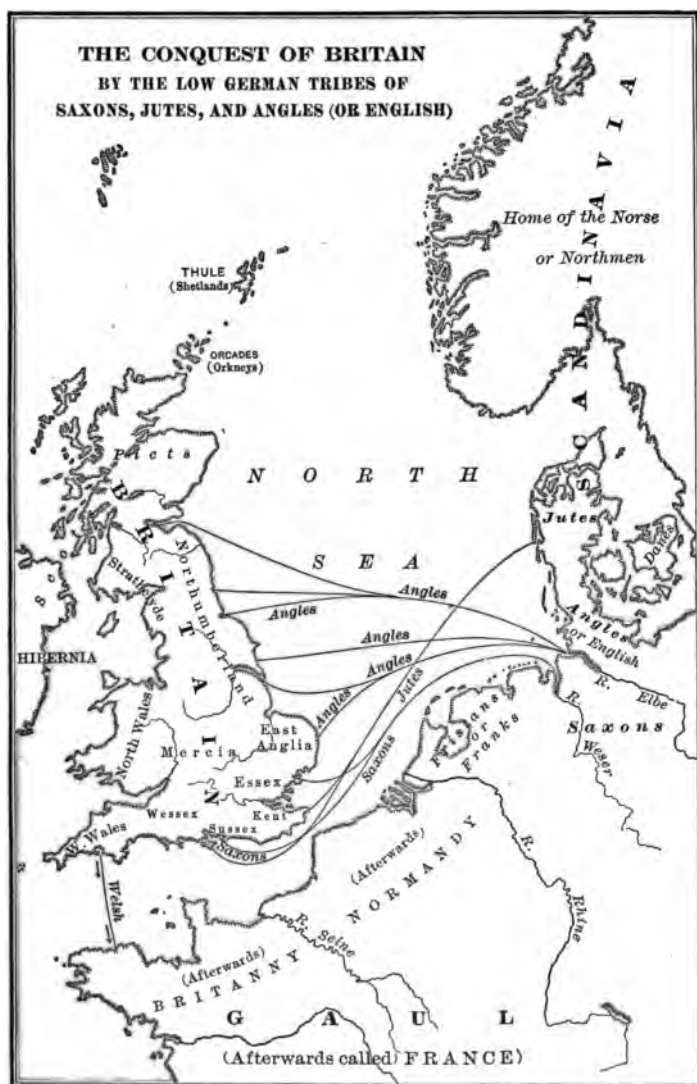 THE CONQUEST OF BRITAIN
BY THE LOW GERMAN TRIBES OF
SAXONS, JUTES, AND ANGLES (OR ENGLISH)
SCANDINAVIA
Home of the Norse
or Northmen
THULE
(Shetlands)
ORCADES
(Orkneys)
Picts
BRITAIN
NORTH
SEA
Jutes
Danes
Angles
or English
Strathclyde
Northumberland
Sc
HIBERNIA
Angles
Angles
Angles
Angles
Angles
Jutes
Saxons
R. Elbe
Saxons
R. Weser
Frisians
or
Franks
North Wales
Mercia
East
Anglia
Essex
Wessex
Kent
Sussex
W. Wales
Saxons
Welsh
(Afterwards)
NORMANDY
R. Rhine
R. Seine
(Afterwards)
BRITANNY
GAUL
(Afterwards called) FRANCE)